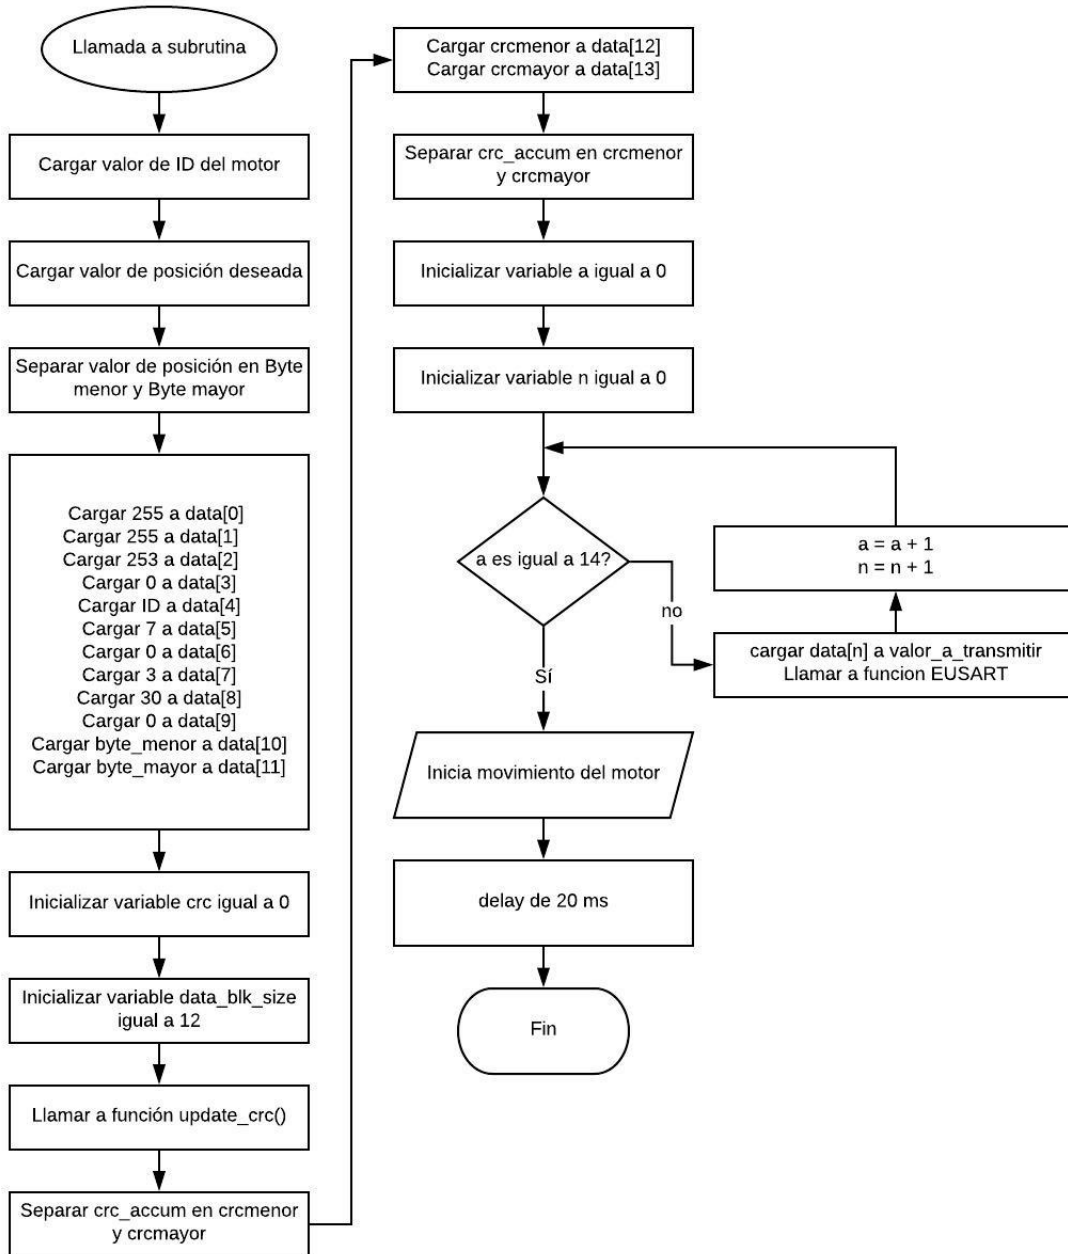 Llamada a subrutina
Cargar valor de ID del motor
Cargar valor de posición deseada
Separar valor de posición en Byte
menor y Byte mayor
Cargar 255 a data[0]
Cargar 255 a data[1]
Cargar 253 a data[2]
Cargar 0 a data[3]
Cargar ID a data[4]
Cargar 7 a data[5]
Cargar 0 a data[6]
Cargar 3 a data[7]
Cargar 30 a data[8]
Cargar 0 a data[9]
Cargar byte_menor a data[10]
Cargar byte_mayor a data[11]
Inicializar variable crc igual a 0
Inicializar variable data_blk_size
igual a 12
Llamar a función update_crc()
Separar crc_accum en crcmenor
y crcmayor
Cargar crcmenor a data[12]
Cargar crcmayor a data[13]
Separar crc_accum en crcmenor
y crcmayor
Inicializar variable a igual a 0
Inicializar variable n igual a 0
a es igual a 14?
no
cargar data[n] a valor_a_transmitir
Llamar a funcion EUSART
a = a + 1
n = n + 1
Sí
Inicia movimiento del motor
delay de 20 ms
Fin